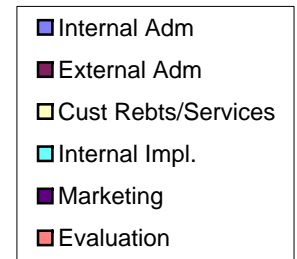 Internal Adm
External Adm
Cust Rebts/Services
Internal Impl.
Marketing
Evaluation